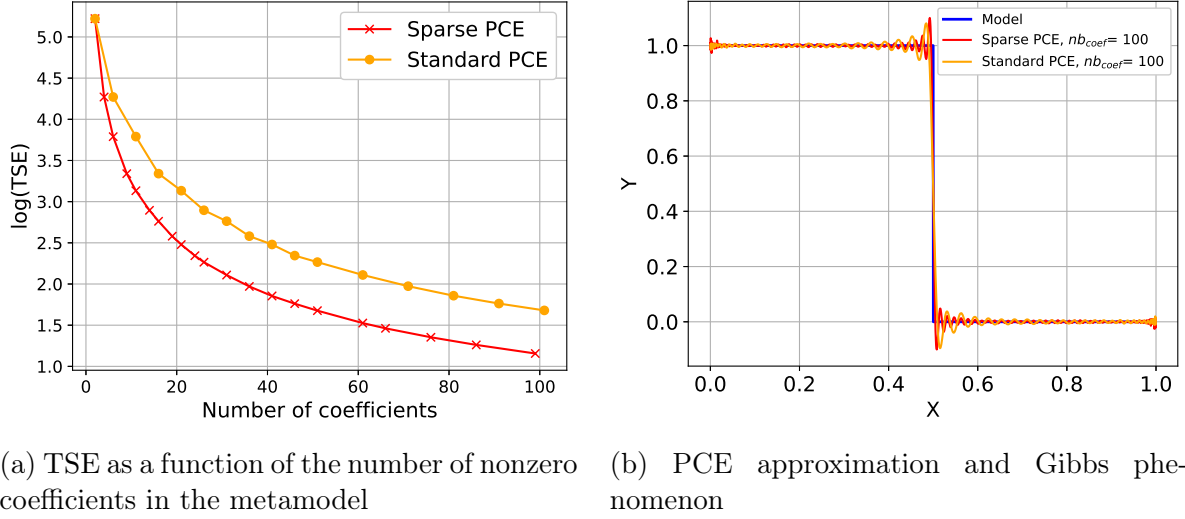 5.0
4.5
4.0
3.5
3.0
2.5
2.0
1.5
1.0
log(TSE)
Sparse PCE
Standard PCE
0 20 40 60 80 100
Number of coefficients
1.0
0.8
0.6
0.4
0.2
0.0
Y
Model
Sparse PCE, nb_coef= 100
Standard PCE, nb_coef= 100
0.0 0.2 0.4 0.6 0.8 1.0
X
(a) TSE as a function of the number of nonzero
coefficients in the metamodel
(b) PCE approximation and Gibbs phe-
nomenon